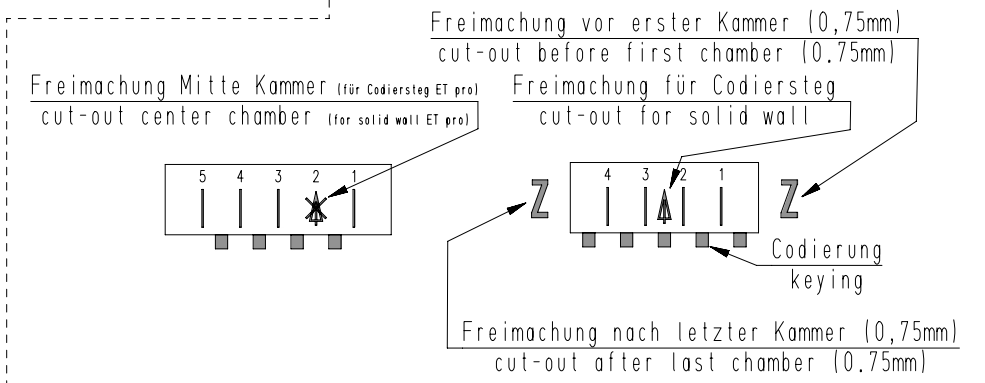 Freimachung vor erster Kammer (0,75mm)
cut-out before first chamber (0.75mm)
Freimachung Mitte Kammer (für Codiersteg ET pro)
cut-out center chamber (for solid wall ET pro)
Freimachung für Codiersteg
cut-out for solid wall
5 4 3 2 1
Z 4 3 2 1 Z
Codierung
keying
Freimachung nach letzter Kammer (0,75mm)
cut-out after last chamber (0.75mm)